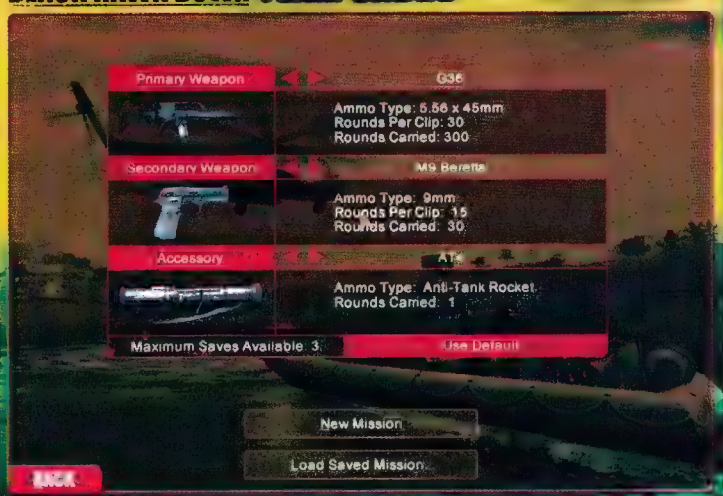 Primary Weapon G36
Ammo Type: 5.56 x 45mm
Rounds Per Clip: 30
Rounds Carried: 300
Secondary Weapon M9 Beretta
Ammo Type: 9mm
Rounds Per Clip: 15
Rounds Carried: 30
Accessory AT4
Ammo Type: Anti-Tank Rocket
Rounds Carried: 1
Maximum Saves Available: 3 Use Default
New Mission
Load Saved Mission
BACK